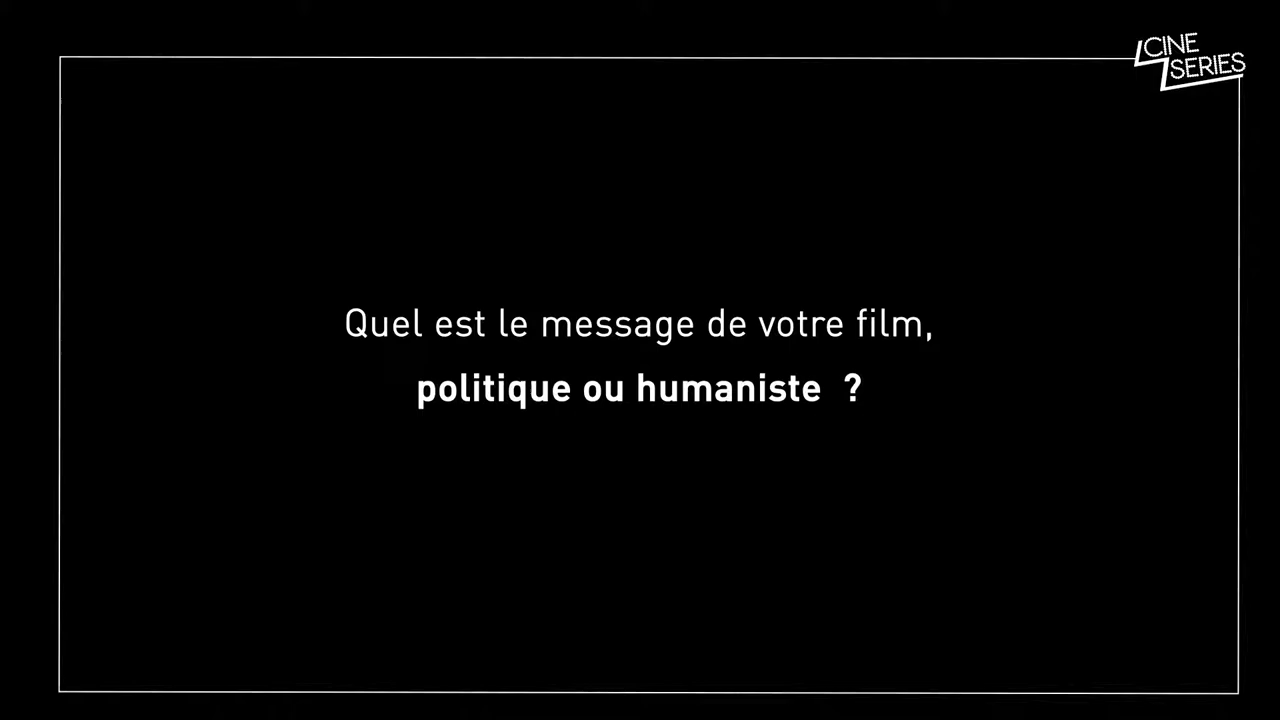 CINE
SERIES
Quel est le message de votre film,
politique ou humaniste  ?